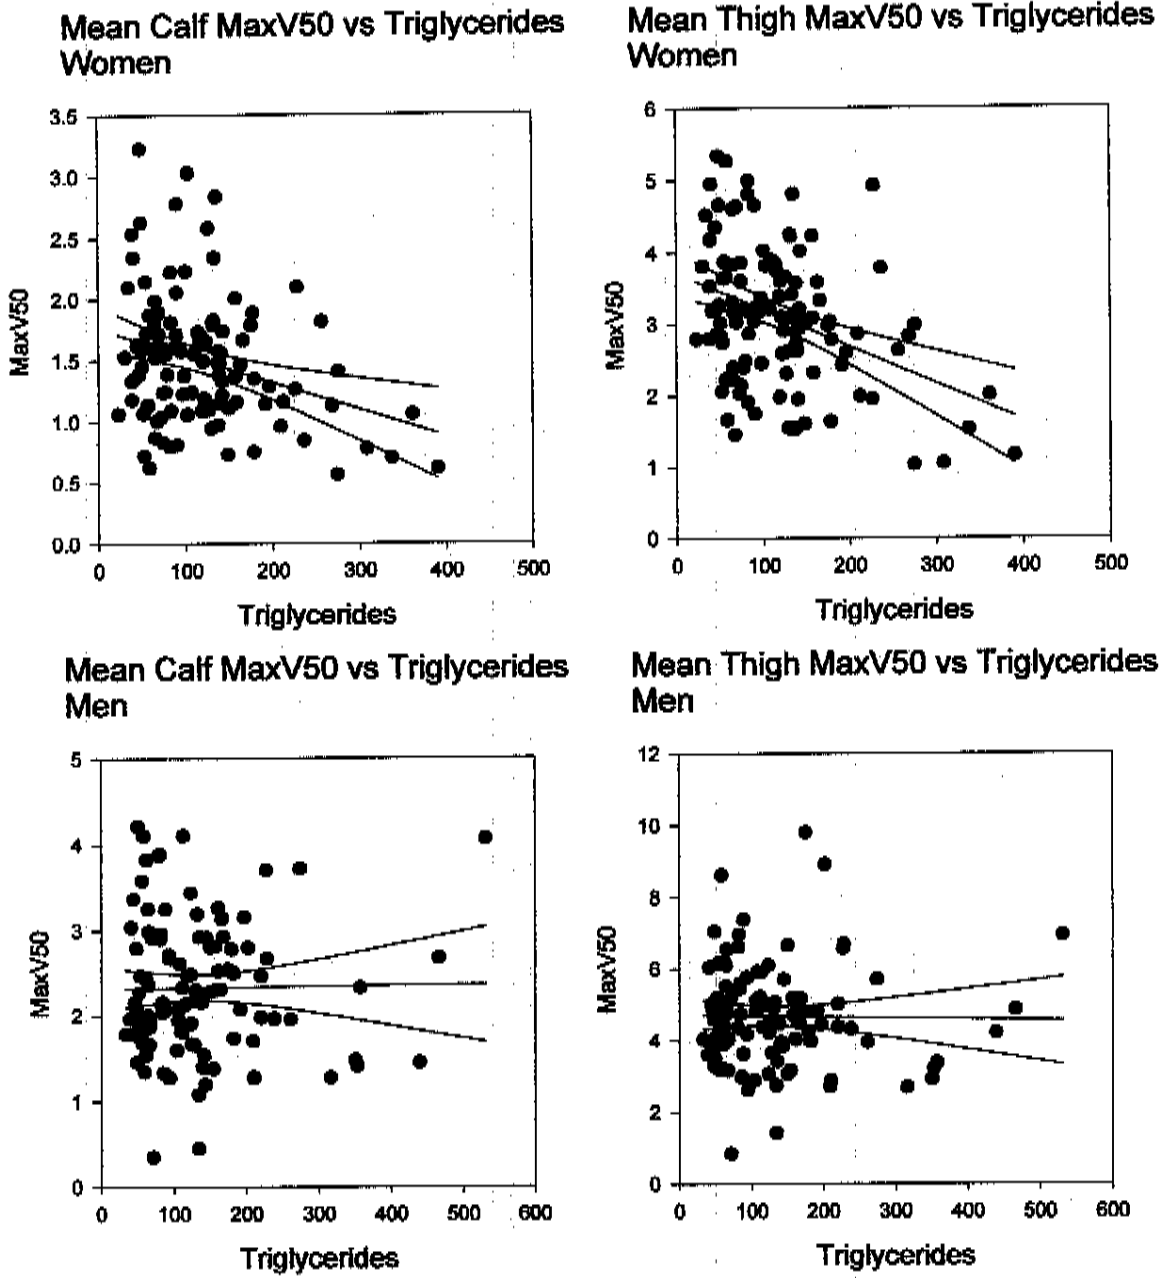 Mean Calf MaxV50 vs Triglycerides
Women
3.5
3.0
2.5
2.0
1.5
1.0
0.5
0.0
MaxV50
0 100 200 300 400 500
Triglycerides
Mean Thigh MaxV50 vs Triglycerides
Women
6
5
4
3
2
1
0
MaxV50
0 100 200 300 400 500
Triglycerides
Mean Calf MaxV50 vs Triglycerides
Men
5
4
3
2
1
0
MaxV50
0 100 200 300 400 500 600
Triglycerides
Mean Thigh MaxV50 vs Triglycerides
Men
12
10
8
6
4
2
0
MaxV50
0 100 200 300 400 500 600
Triglycerides